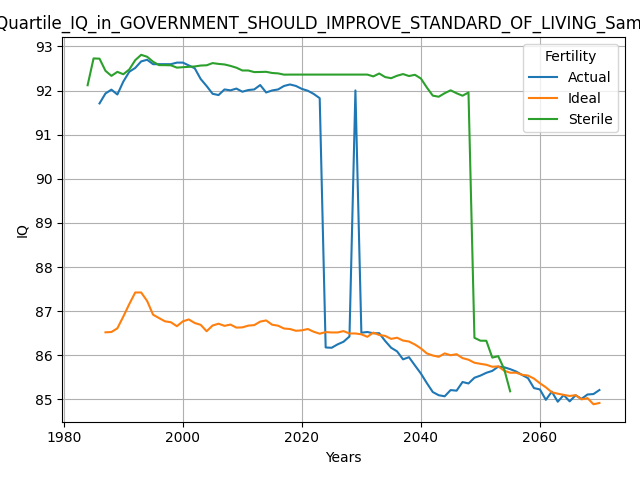 Quartile_IQ_in_GOVERNMENT_SHOULD_IMPROVE_STANDARD_OF_LIVING_Sam
93
92
91
90
89
88
87
86
85
IQ
Fertility
Actual
Ideal
Sterile
1980
2000
2020
2040
2060
Years